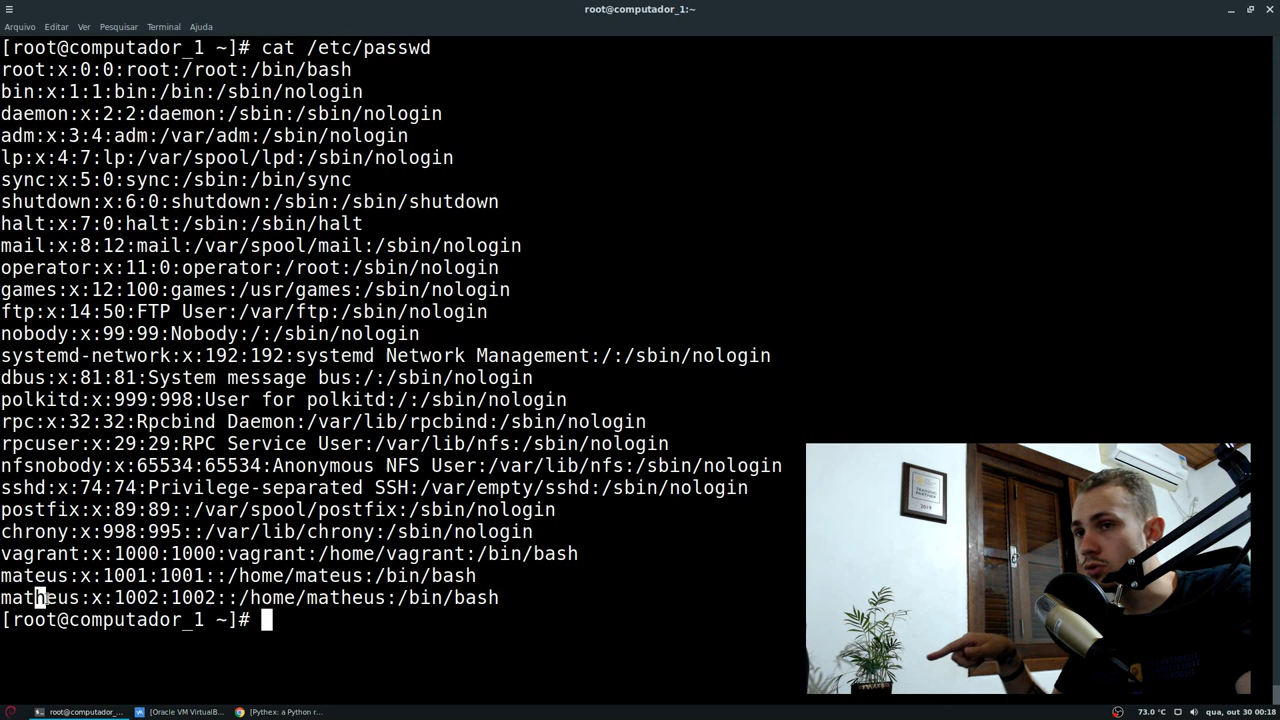 root@computador_1:~
Arquivo Editar Ver Pesquisar Terminal Ajuda
[root@computador_1 ~]# cat /etc/passwd
root:x:0:0:root:/root:/bin/bash
bin:x:1:1:bin:/bin:/sbin/nologin
daemon:x:2:2:daemon:/sbin:/sbin/nologin
adm:x:3:4:adm:/var/adm:/sbin/nologin
lp:x:4:7:lp:/var/spool/lpd:/sbin/nologin
sync:x:5:0:sync:/sbin:/bin/sync
shutdown:x:6:0:shutdown:/sbin:/sbin/shutdown
halt:x:7:0:halt:/sbin:/sbin/halt
mail:x:8:12:mail:/var/spool/mail:/sbin/nologin
operator:x:11:0:operator:/root:/sbin/nologin
games:x:12:100:games:/usr/games:/sbin/nologin
ftp:x:14:50:FTP User:/var/ftp:/sbin/nologin
nobody:x:99:99:Nobody:/:/sbin/nologin
systemd-network:x:192:192:systemd Network Management:/:/sbin/nologin
dbus:x:81:81:System message bus:/:/sbin/nologin
polkitd:x:999:998:User for polkitd:/:/sbin/nologin
rpc:x:32:32:Rpcbind Daemon:/var/lib/rpcbind:/sbin/nologin
rpcuser:x:29:29:RPC Service User:/var/lib/nfs:/sbin/nologin
nfsnobody:x:65534:65534:Anonymous NFS User:/var/lib/nfs:/sbin/nologin
sshd:x:74:74:Privilege-separated SSH:/var/empty/sshd:/sbin/nologin
postfix:x:89:89::/var/spool/postfix:/sbin/nologin
chrony:x:998:995::/var/lib/chrony:/sbin/nologin
vagrant:x:1000:1000:vagrant:/home/vagrant:/bin/bash
mateus:x:1001:1001::/home/mateus:/bin/bash
matheus:x:1002:1002::/home/matheus:/bin/bash
[root@computador_1 ~]#
TRAINING
PARTNER
2019
root@computador_1:~... [Oracle VM VirtualB... [Pythex: a Python r... 73.0 °C qua, out 30 00:18